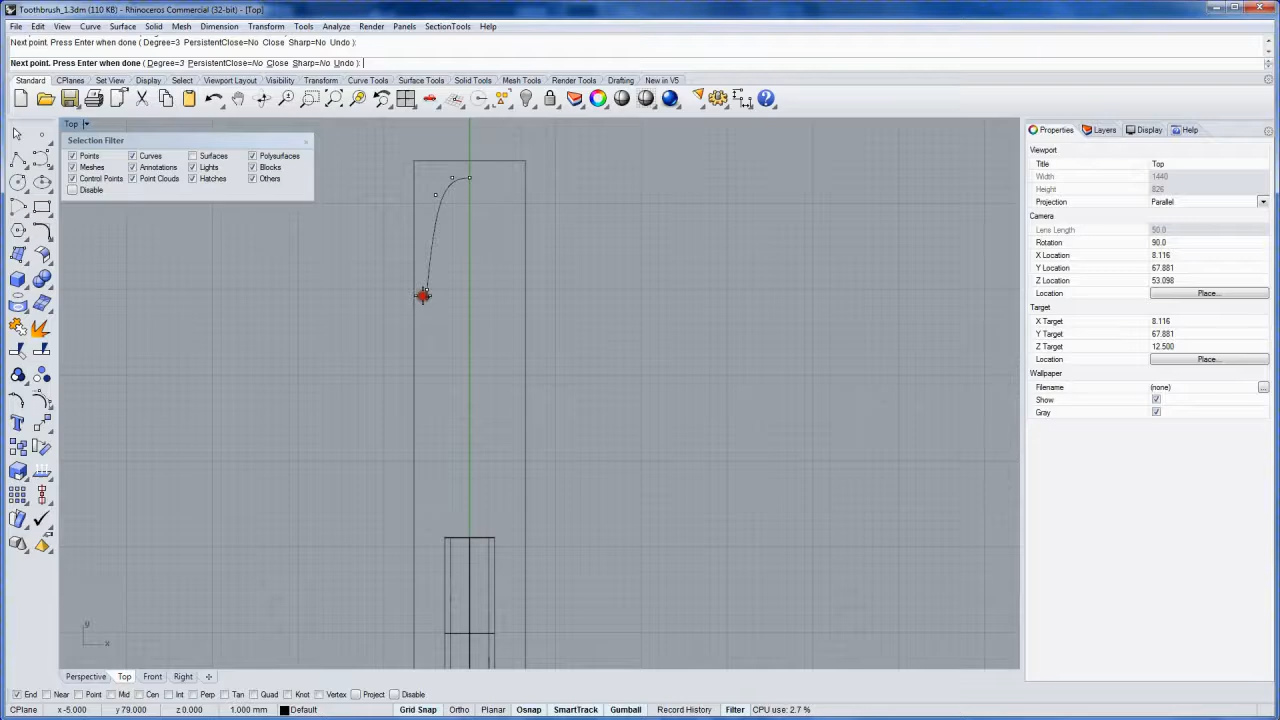 Toothbrush_1.3dm (110 KB) - Rhinoceros Commercial (32-bit) - [Top]
File Edit View Curve Surface Solid Mesh Dimension Transform Tools Analyze Render Panels SectionTools Help
Next point. Press Enter when done ( Degree=3 PersistentClose=No Close Sharp=No Undo ):
Next point. Press Enter when done ( Degree=3 PersistentClose=No Close Sharp=No Undo ):
Standard CPlanes Set View Display Select Viewport Layout Visibility Transform Curve Tools Surface Tools Solid Tools Mesh Tools Render Tools Drafting New in V5
Top
Selection Filter
Points Curves Surfaces Polysurfaces
Meshes Annotations Lights Blocks
Control Points Point Clouds Hatches Others
Disable
Properties Layers Display Help
Viewport
Title Top
Width 1440
Height 826
Projection Parallel
Camera
Lens Length 50.0
Rotation 90.0
X Location 8.116
Y Location 67.881
Z Location 53.098
Location Place...
Target
X Target 8.116
Y Target 67.881
Z Target 12.500
Location Place...
Wallpaper
Filename (none) ...
Show
Gray
y
x
Perspective Top Front Right
End Near Point Mid Cen Int Perp Tan Quad Knot Vertex Project Disable
CPlane x -5.000 y 79.000 z 0.000 1.000 mm Default Grid Snap Ortho Planar Osnap SmartTrack Gumball Record History Filter CPU use: 2.7 %